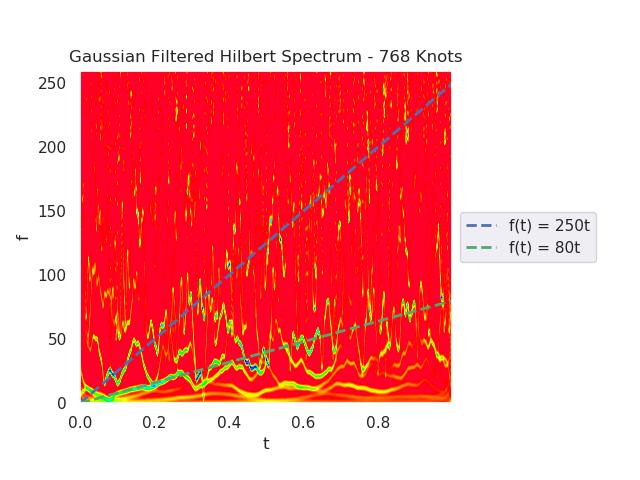 Gaussian Filtered Hilbert Spectrum - 768 Knots
250
200
150
100
50
0
f
0.0 0.2 0.4 0.6 0.8
t
f(t) = 250t
f(t) = 80t